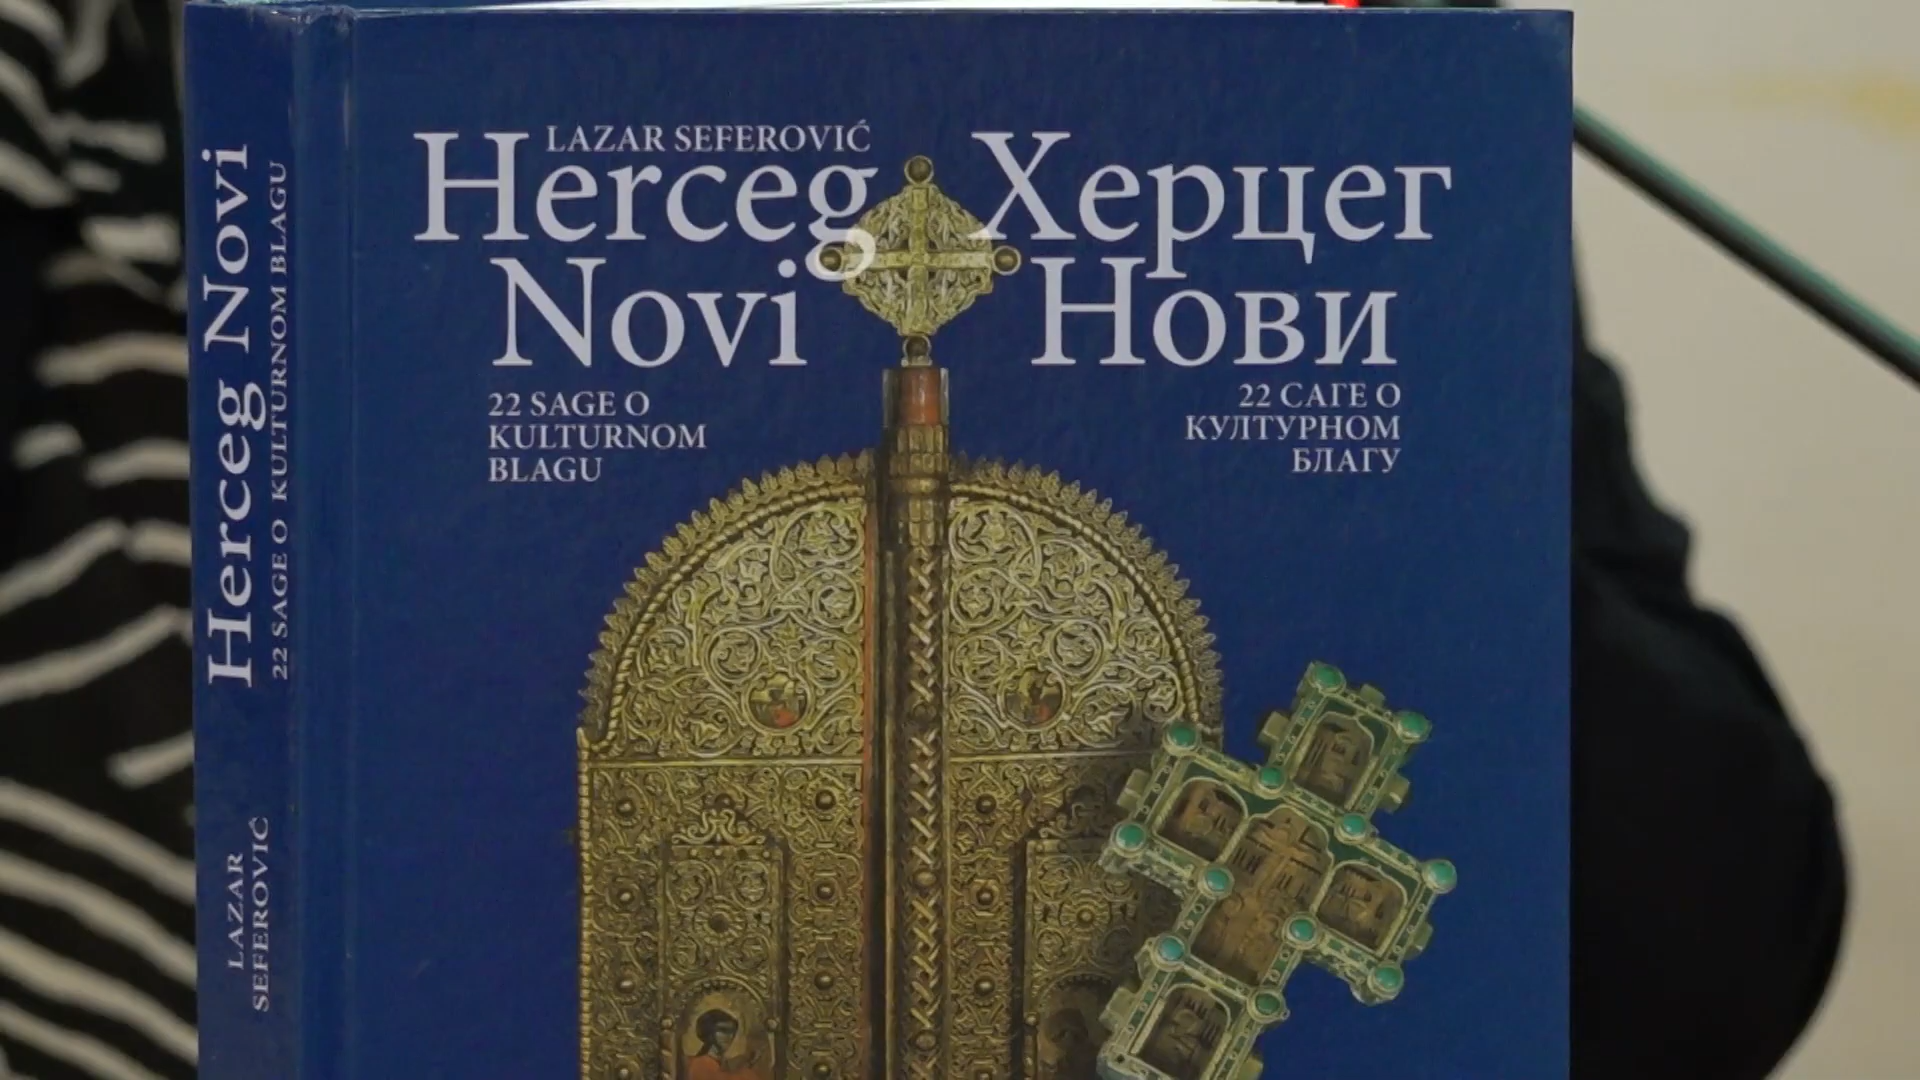 LAZAR SEFEROVIĆ
Herceg
Novi
22 SAGE O
KULTURNOM
BLAGU
Херцег
Нови
22 САГЕ О
КУЛТУРНОМ
БЛАГУ
Herceg Novi
22 SAGE O KULTURNOM BLAGU
LAZAR
SEFEROVIĆ